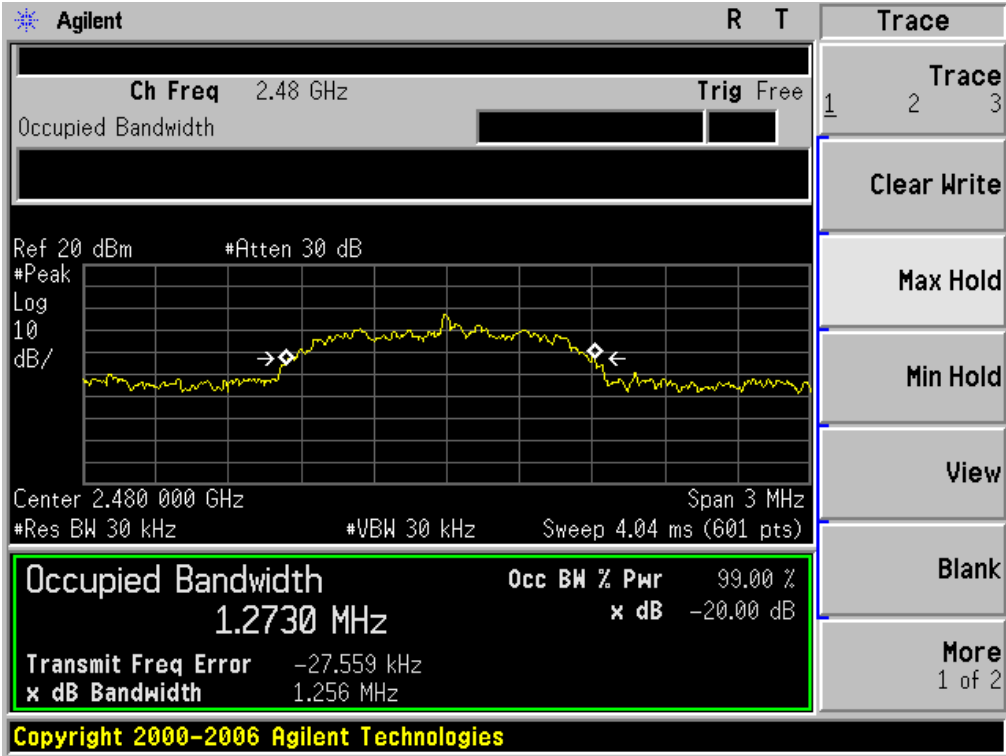 Agilent R T Trace
Ch Freq 2.48 GHz Trig Free
Occupied Bandwidth
Trace
1 2 3
Clear Write
Max Hold
Min Hold
View
Blank
More
1 of 2
Ref 20 dBm #Atten 30 dB
#Peak
Log
10
dB/
Center 2.480 000 GHz Span 3 MHz
#Res BW 30 kHz #VBW 30 kHz Sweep 4.04 ms (601 pts)
Occupied Bandwidth Occ BW % Pwr 99.00 %
1.2730 MHz x dB -20.00 dB
Transmit Freq Error -27.559 kHz
x dB Bandwidth 1.256 MHz
Copyright 2000-2006 Agilent Technologies